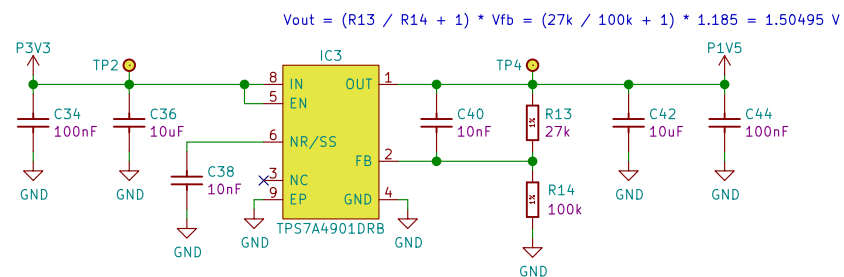 Vout = (R13 / R14 + 1) * Vfb = (27k / 100k + 1) * 1.185 = 1.50495 V
P3V3
TP2
IC3
TP4
P1V5
8 IN
OUT 1
5 EN
C34
100nF
C36
10uF
C40
10nF
1%
R13
27k
C42
10uF
C44
100nF
6 NR/SS
FB 2
C38
10nF
3 NC
9 EP
GND 4
1%
R14
100k
TPS7A4901DRB
GND
GND
GND
GND
GND
GND
GND
GND